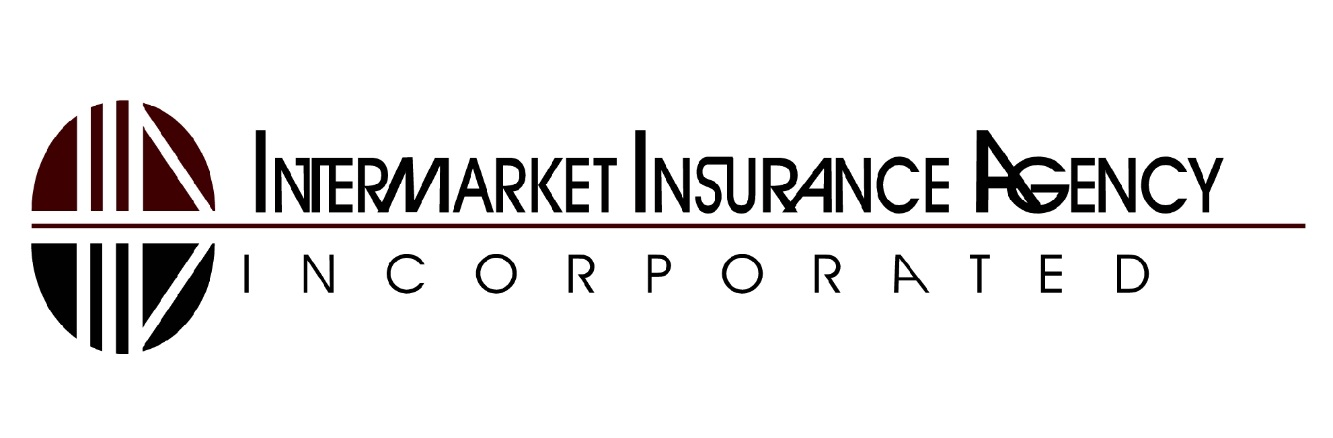 INTERMARKET INSURANCE AGENCY
INCORPORATED